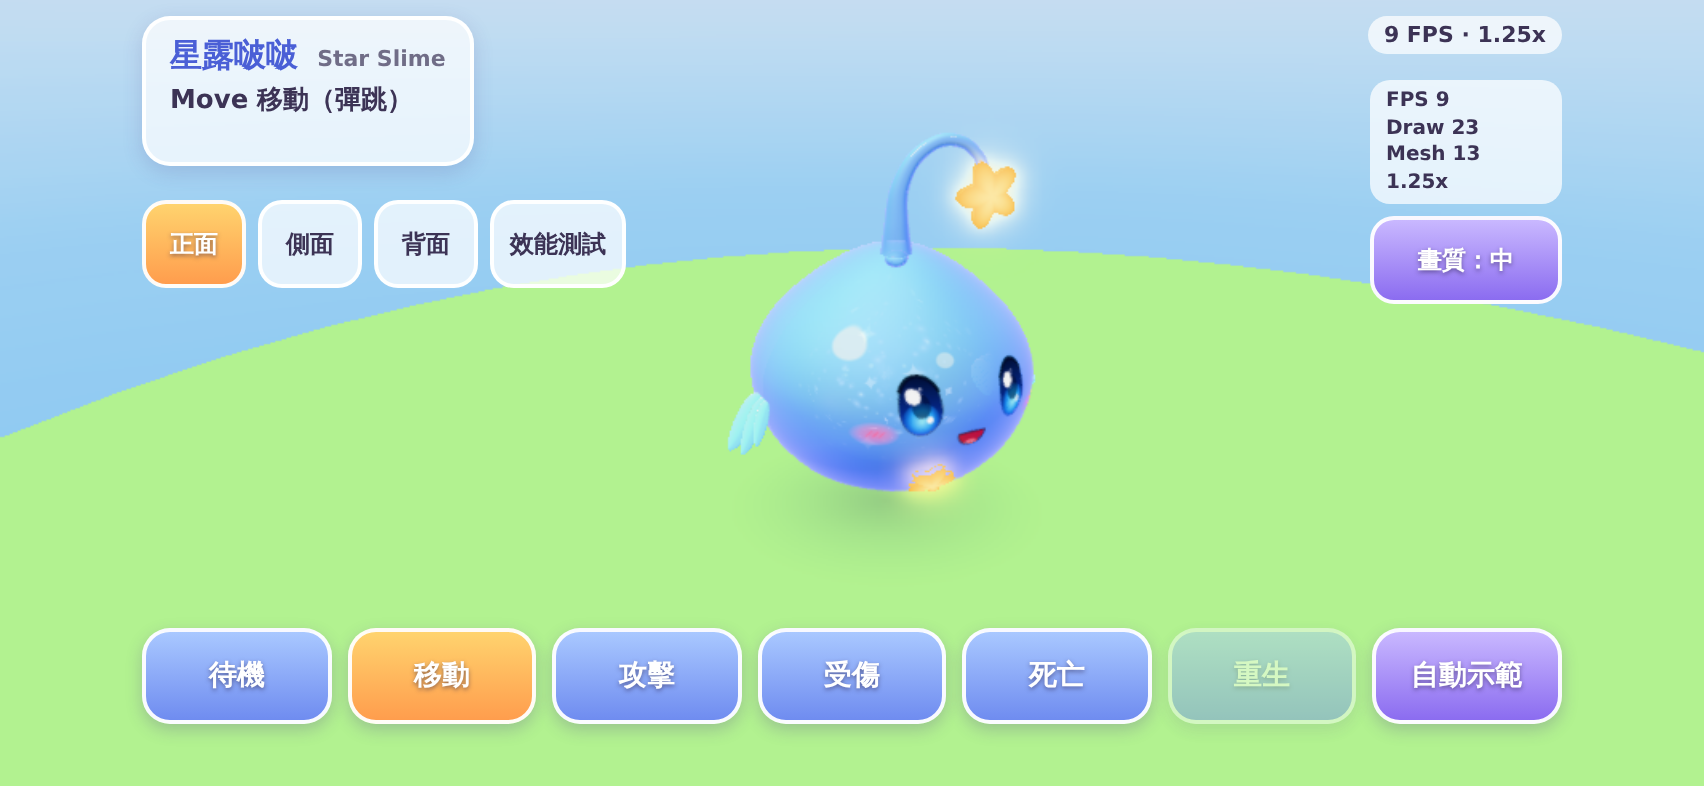 星露啵啵 Star Slime
Move 移動（彈跳）
9 FPS · 1.25x
FPS 9
Draw 23
Mesh 13
1.25x
正面 側面 背面 效能測試
畫質：中
待機 移動 攻擊 受傷 死亡 重生 自動示範